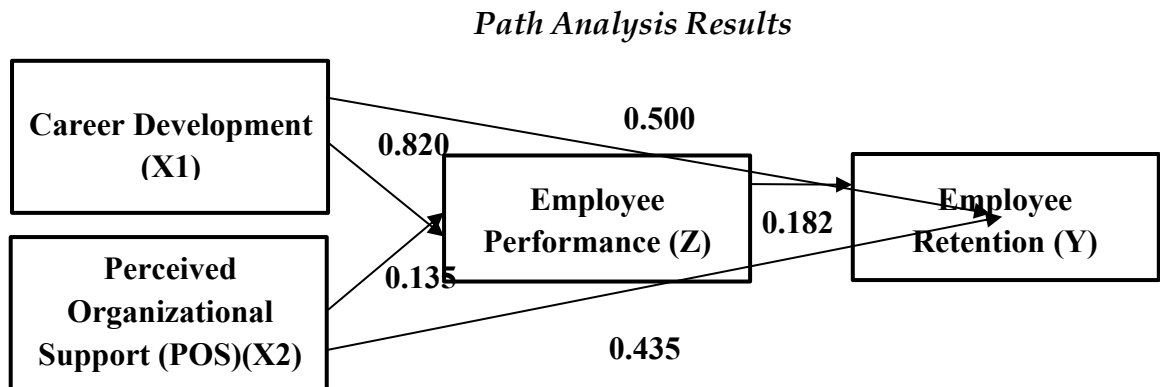 Path Analysis Results
Career Development
(X1)
0.500
0.820
Employee
Performance (Z)
0.182
Employee
Retention (Y)
Perceived
Organizational
Support (POS)(X2)
0.135
0.435